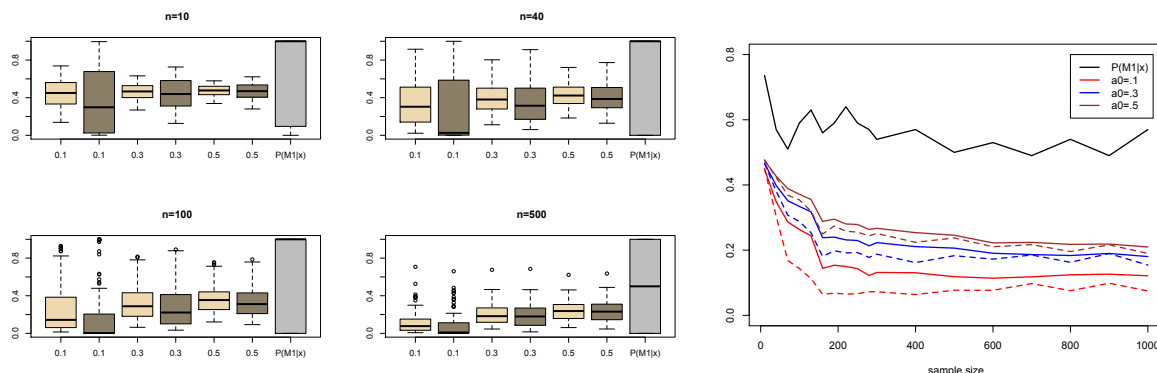 n=10
0.0 0.4 0.8
0.1 0.1 0.3 0.3 0.5 0.5 P(M1|x)
n=40
0.0 0.4 0.8
0.1 0.1 0.3 0.3 0.5 0.5 P(M1|x)
n=100
0.0 0.4 0.8
0.1 0.1 0.3 0.3 0.5 0.5 P(M1|x)
n=500
0.0 0.4 0.8
0.1 0.1 0.3 0.3 0.5 0.5 P(M1|x)
0.0 0.2 0.4 0.6 0.8
P(M1|x)
a0=.1
a0=.3
a0=.5
0 200 400 600 800 1000
sample size